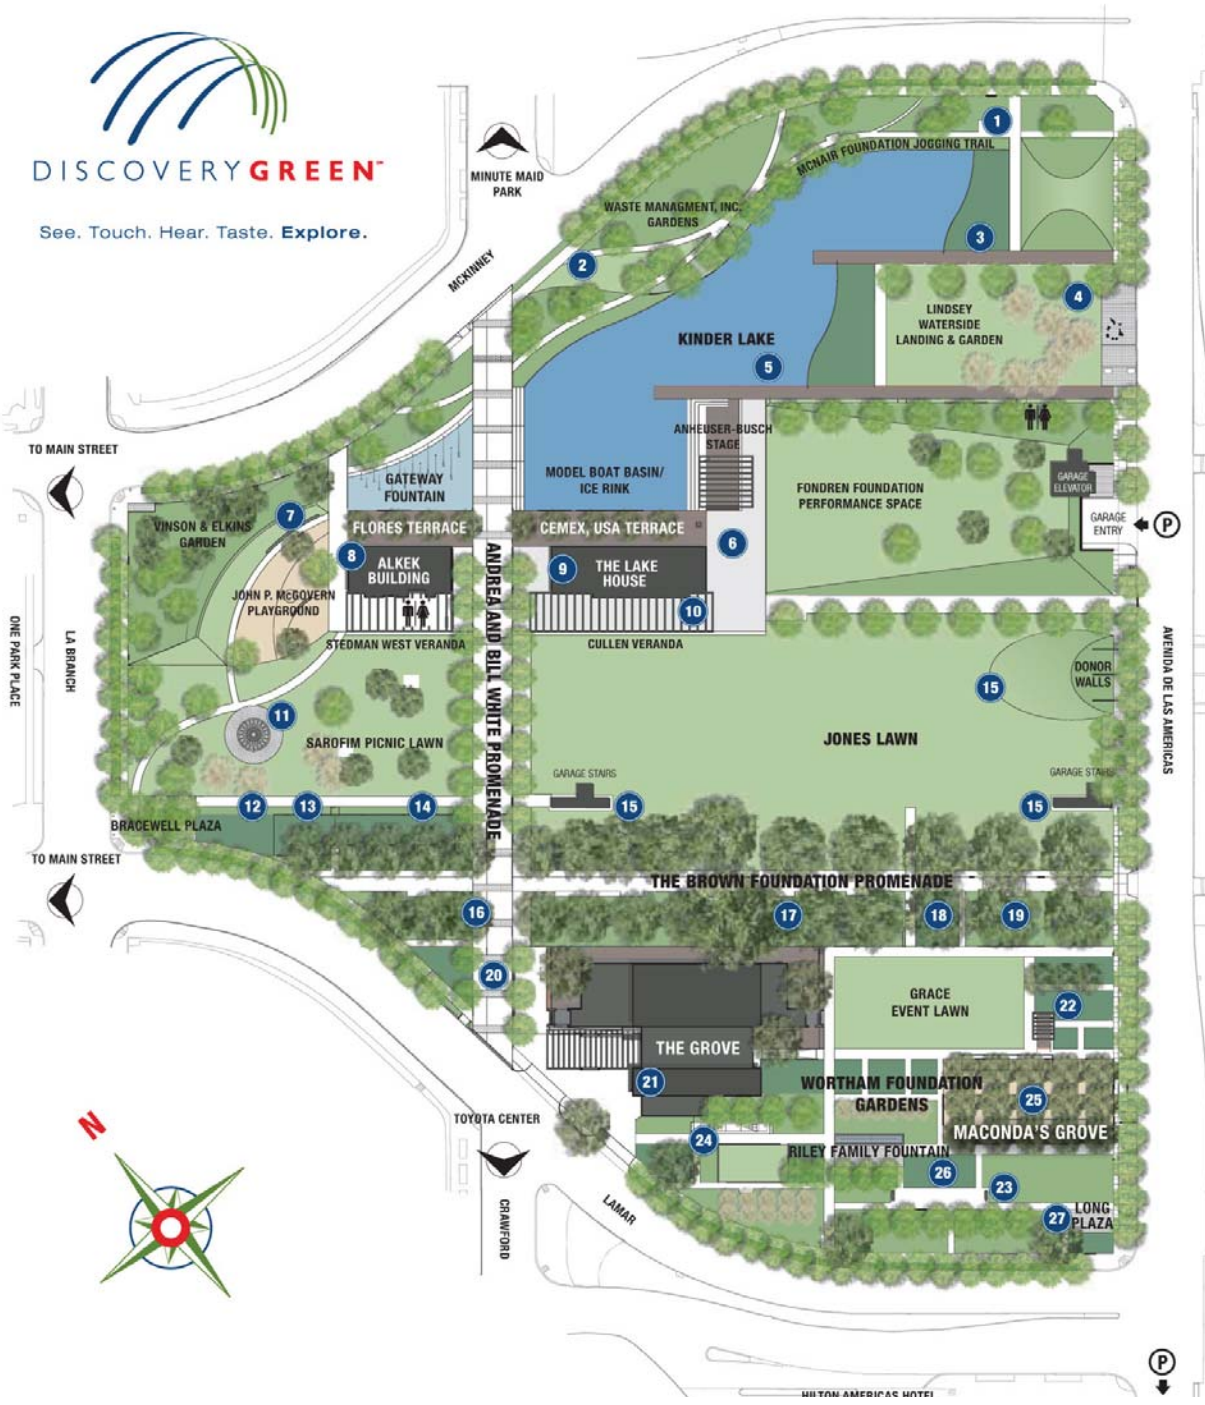 DISCOVERYGREEN™
See. Touch. Hear. Taste. Explore.
MINUTE MAID
PARK
1
MCNAIR FOUNDATION JOGGING TRAIL
WASTE MANAGMENT, INC.
GARDENS
2
3
MCKINNEY
4
LINDSEY
WATERSIDE
LANDING & GARDEN
KINDER LAKE
5
TO MAIN STREET
ANHEUSER-BUSCH
STAGE
GATEWAY
FOUNTAIN
MODEL BOAT BASIN/
ICE RINK
FONDREN FOUNDATION
PERFORMANCE SPACE
GARAGE
ELEVATOR
GARAGE
ENTRY
P
7
VINSON & ELKINS
GARDEN
FLORES TERRACE
CEMEX, USA TERRACE
6
8
ALKEK
BUILDING
9
THE LAKE
HOUSE
JOHN P. McGOVERN
PLAYGROUND
10
STEDMAN WEST VERANDA
CULLEN VERANDA
ANDREA AND BILL WHITE PROMENADE
ONE PARK PLACE
LA BRANCH
AVENIDA DE LAS AMERICAS
DONOR
WALLS
15
11
SAROFIM PICNIC LAWN
JONES LAWN
GARAGE STAIRS
GARAGE STAIRS
12
13
14
15
15
BRACEWELL PLAZA
TO MAIN STREET
THE BROWN FOUNDATION PROMENADE
16
17
18
19
20
GRACE
EVENT LAWN
22
THE GROVE
21
WORTHAM FOUNDATION
GARDENS
25
MACONDA'S GROVE
N
TOYOTA CENTER
24
RILEY FAMILY FOUNTAIN
26
23
CRAWFORD
LAMAR
27
LONG
PLAZA
P
HILTON AMERICAS HOTEL